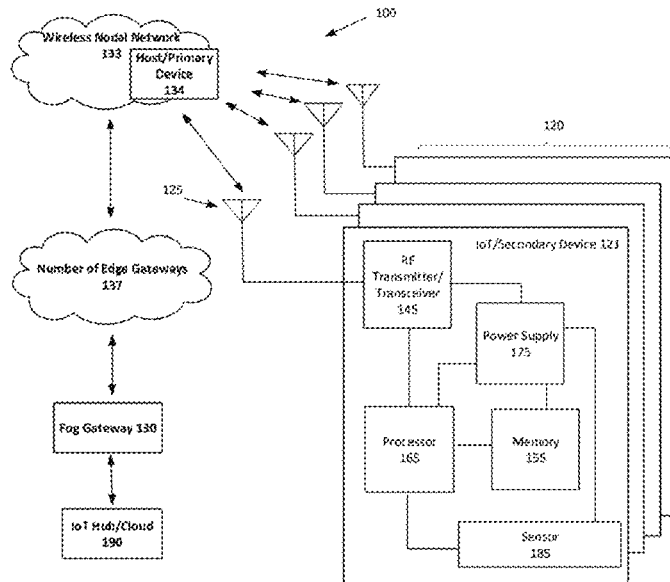 100
Wireless Nodal Network
133
Host/Primary
Device
134
120
125
IoT/Secondary Device 123
RF
Transmitter/
Transceiver
145
Number of Edge Gateways
137
Power Supply
175
Fog Gateway 130
Processor
165
Memory
155
IoT Hub/Cloud
190
Sensor
185